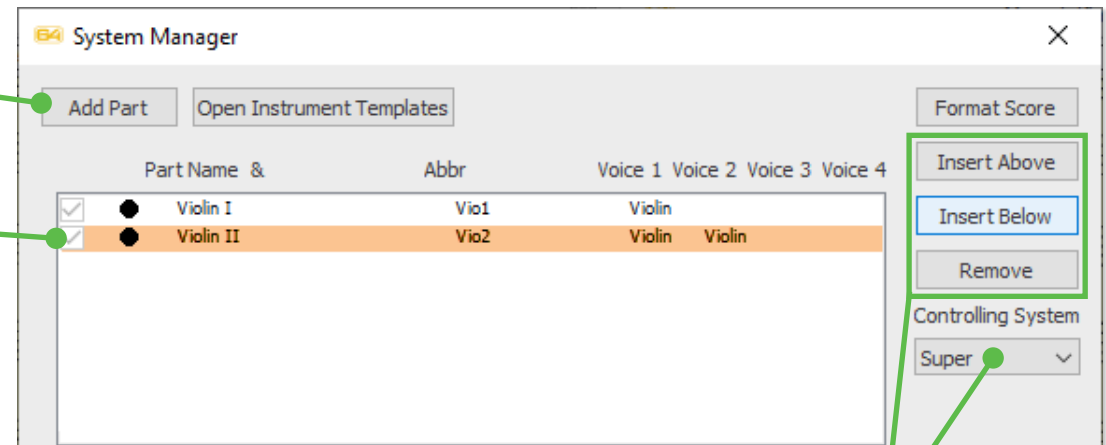 64 System Manager
Add Part Open Instrument Templates Format Score
Part Name & Abbr Voice 1 Voice 2 Voice 3 Voice 4 Insert Above
Violin I Vio1 Violin
Insert Below
Violin II Vio2 Violin Violin
Remove
Controlling System
Super